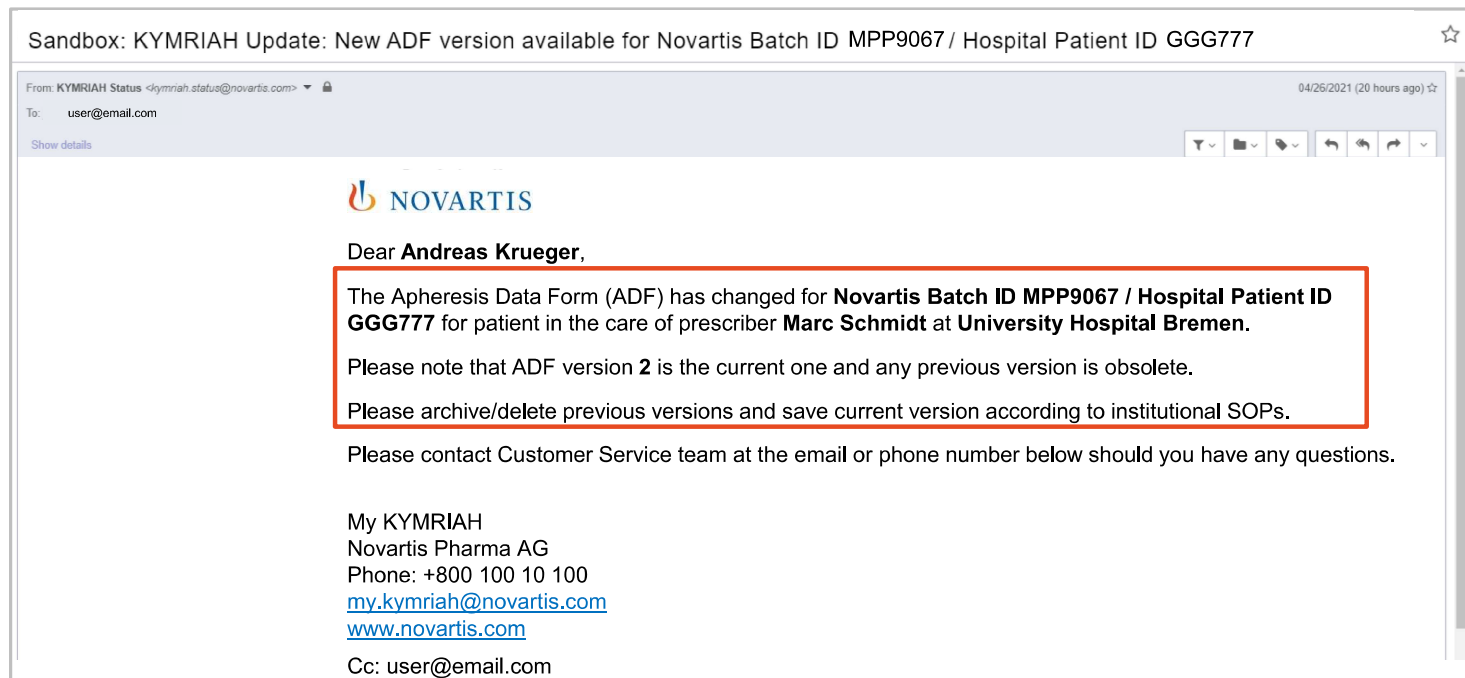 Sandbox: KYMRIAH Update: New ADF version available for Novartis Batch ID MPP9067 / Hospital Patient ID GGG777
From: KYMRIAH Status <kymriah.status@novartis.com>
04/26/2021 (20 hours ago)
To: user@email.com
Show details
NOVARTIS
Dear Andreas Krueger,
The Apheresis Data Form (ADF) has changed for Novartis Batch ID MPP9067 / Hospital Patient ID
GGG777 for patient in the care of prescriber Marc Schmidt at University Hospital Bremen.
Please note that ADF version 2 is the current one and any previous version is obsolete.
Please archive/delete previous versions and save current version according to institutional SOPs.
Please contact Customer Service team at the email or phone number below should you have any questions.
My KYMRIAH
Novartis Pharma AG
Phone: +800 100 10 100
my.kymriah@novartis.com
www.novartis.com
Cc: user@email.com